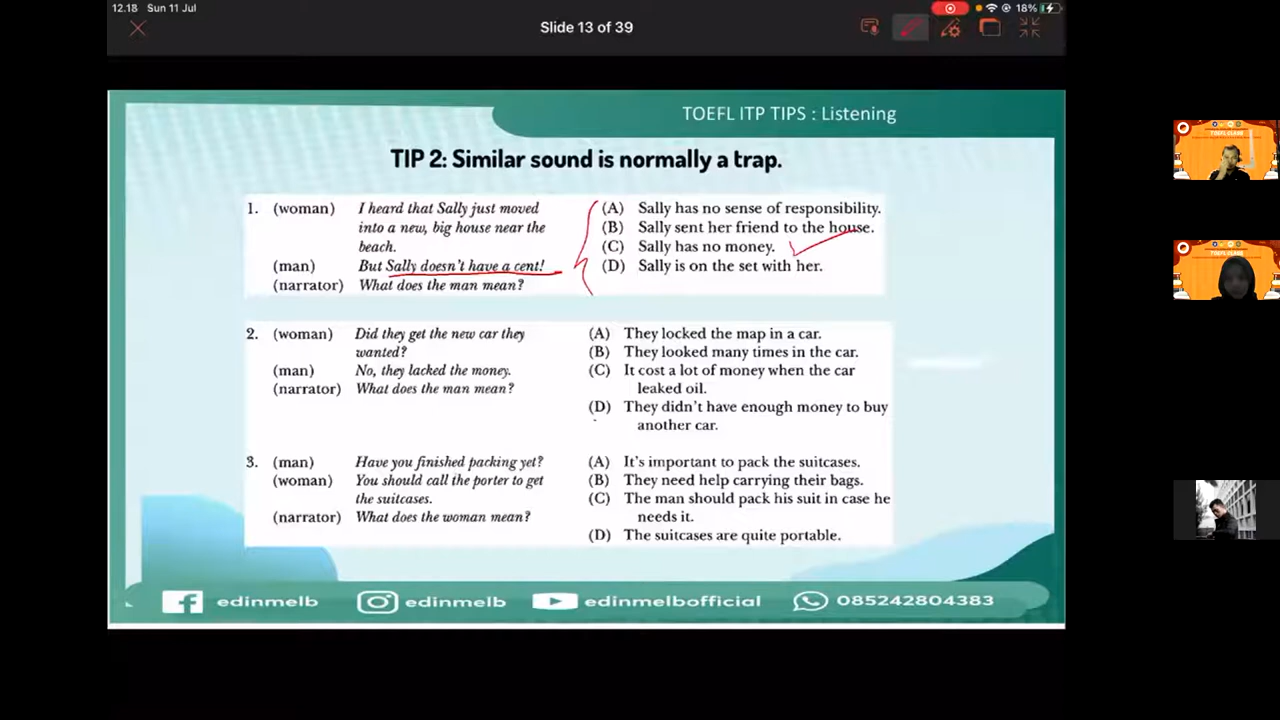 12.18 Sun 11 Jul
18%
Slide 13 of 39
TOEFL ITP TIPS : Listening
TIP 2: Similar sound is normally a trap.
1. (woman) I heard that Sally just moved
into a new, big house near the
beach.
(man) But Sally doesn't have a cent!
(narrator) What does the man mean?
(A) Sally has no sense of responsibility.
(B) Sally sent her friend to the house.
(C) Sally has no money.
(D) Sally is on the set with her.
2. (woman) Did they get the new car they
wanted?
(man) No, they lacked the money.
(narrator) What does the man mean?
(A) They locked the map in a car.
(B) They looked many times in the car.
(C) It cost a lot of money when the car
leaked oil.
(D) They didn't have enough money to buy
another car.
3. (man) Have you finished packing yet?
(woman) You should call the porter to get
the suitcases.
(narrator) What does the woman mean?
(A) It's important to pack the suitcases.
(B) They need help carrying their bags.
(C) The man should pack his suit in case he
needs it.
(D) The suitcases are quite portable.
edinmelb
edinmelb
edinmelbofficial
085242804383
TOEFL CLASS
TOEFL CLASS